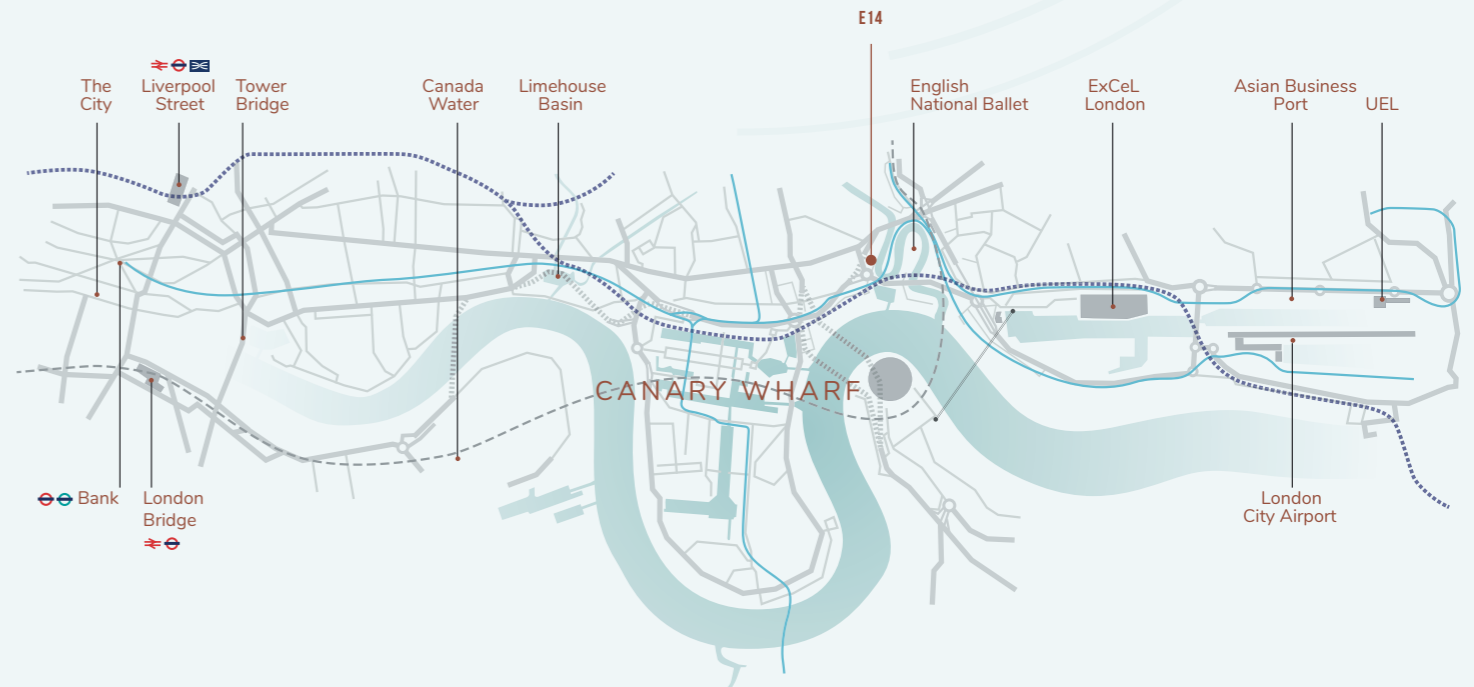 E14
The
City
Liverpool
Street
Tower
Bridge
Canada
Water
Limehouse
Basin
English
National Ballet
ExCeL
London
Asian Business
Port
UEL
CANARY WHARF
Bank
London
Bridge
London
City Airport